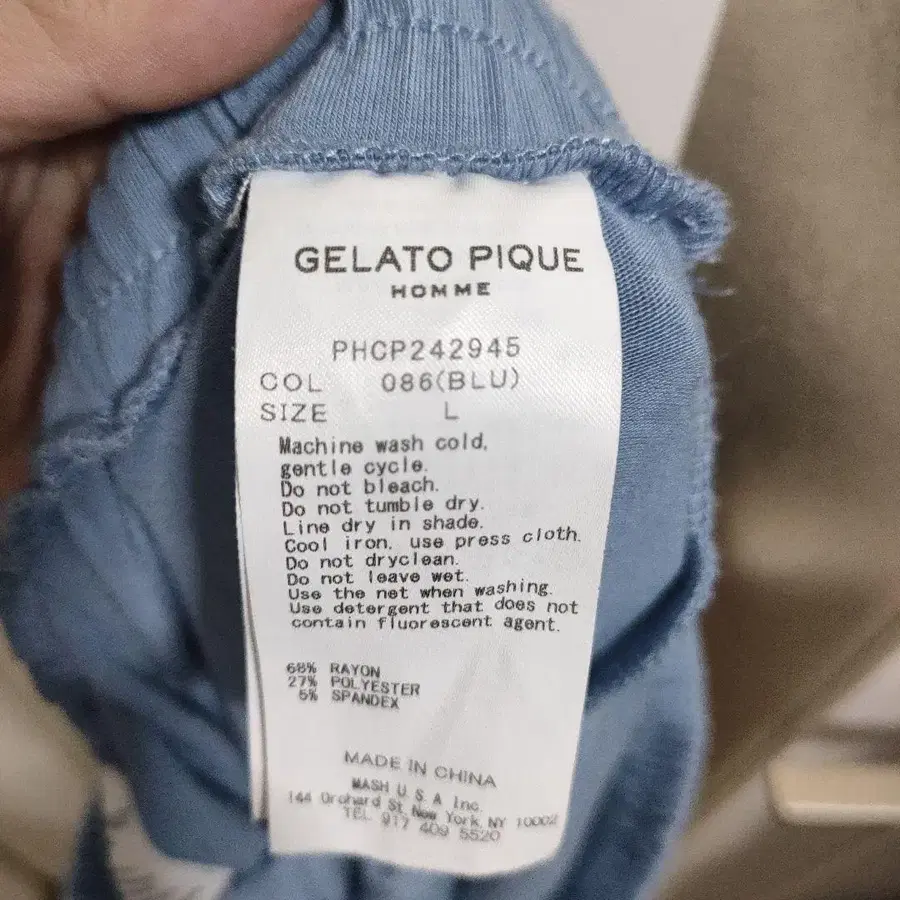 GELATO PIQUE
HOMME
PHCP242945
COL 086(BLU)
SIZE L
Machine wash cold,
gentle cycle.
Do not bleach.
Do not tumble dry.
Line dry in shade.
Cool iron, use press cloth.
Do not dryclean.
Do not leave wet.
Use the net when washing.
Use detergent that does not
contain fluorescent agent.
68% RAYON
27% POLYESTER
5% SPANDEX
MADE IN CHINA
MASH U.S.A Inc.
144 Orchard St. New York, NY 10002
TEL 917 409 5520